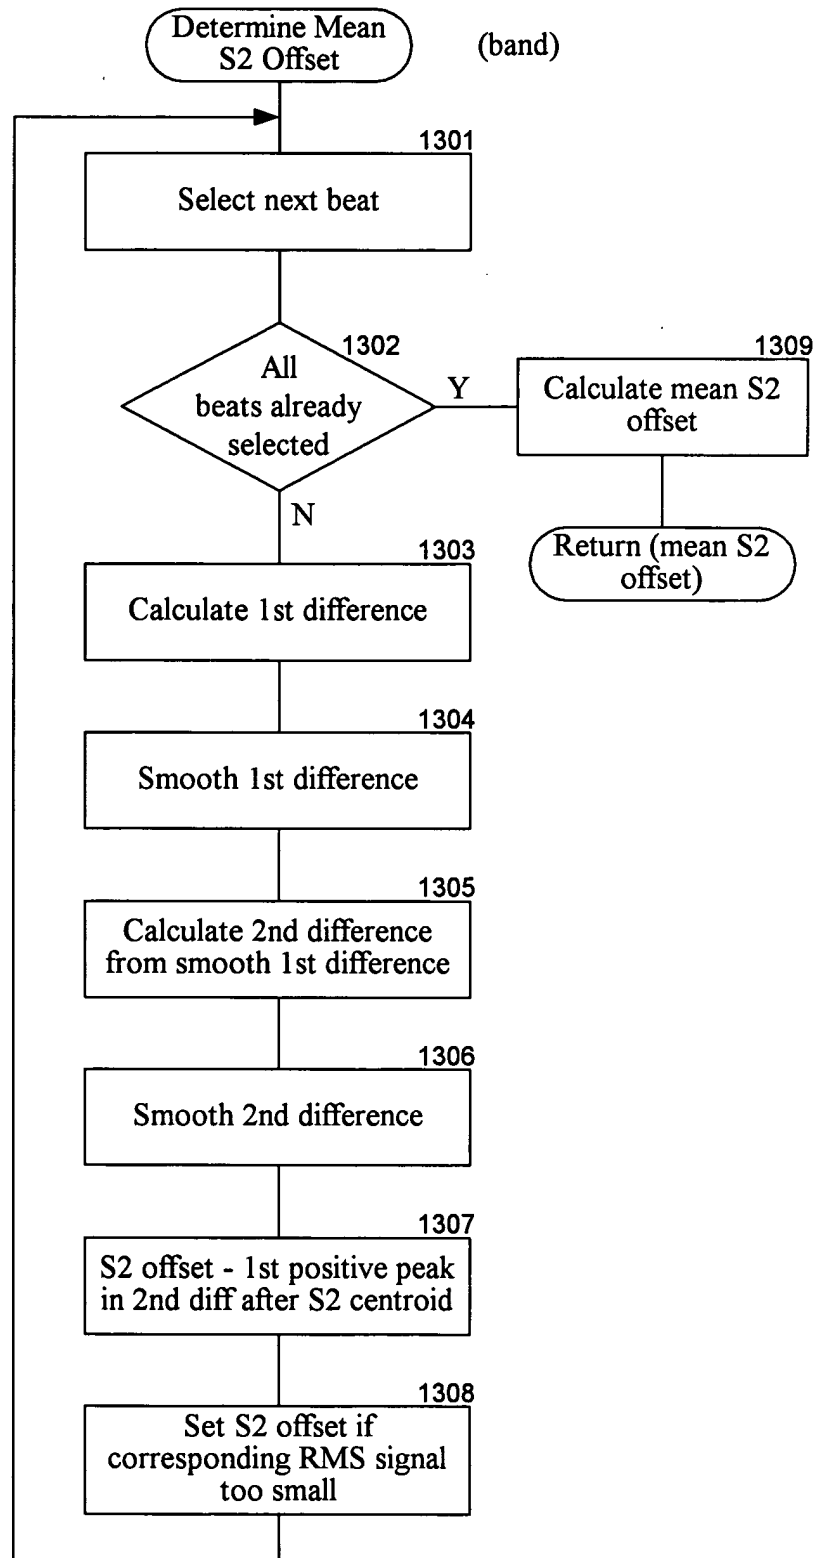 Determine Mean
S2 Offset
(band)
1301
Select next beat
1302
All
beats already
selected
Y
N
1309
Calculate mean S2
offset
Return (mean S2
offset)
1303
Calculate 1st difference
1304
Smooth 1st difference
1305
Calculate 2nd difference
from smooth 1st difference
1306
Smooth 2nd difference
1307
S2 offset - 1st positive peak
in 2nd diff after S2 centroid
1308
Set S2 offset if
corresponding RMS signal
too small